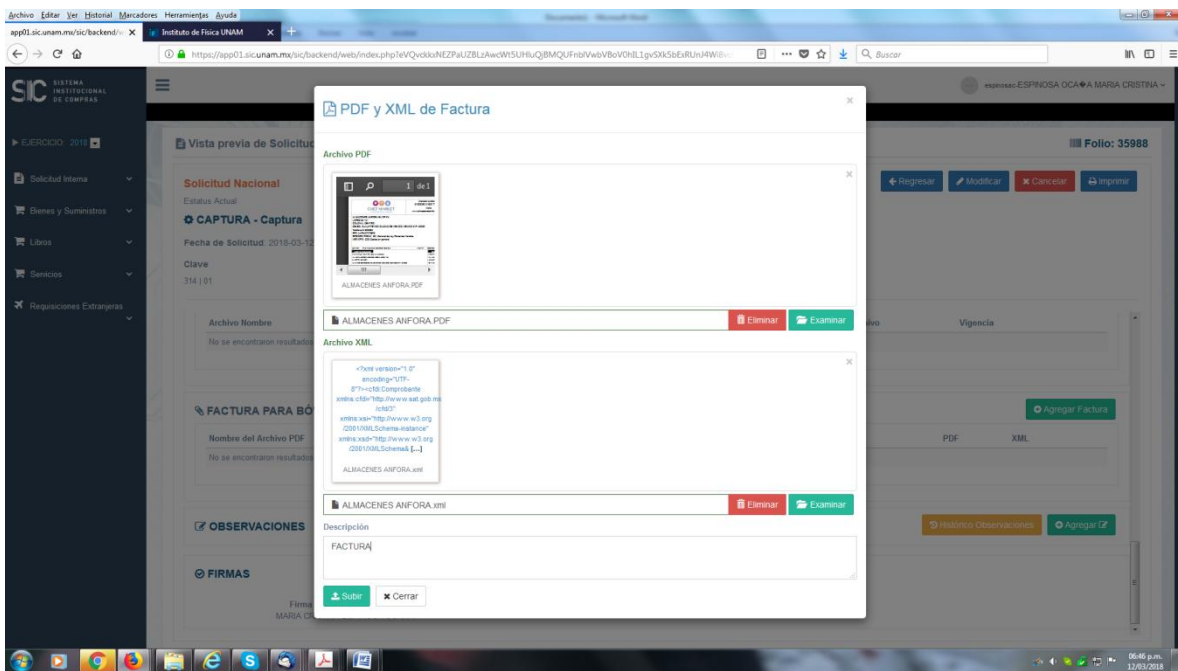 Archivo Editar Ver Historial Marcadores Herramientas Ayuda
app01.sic.unam.mx/sic/backend/
Instituto de Física UNAM
https://app01.sic.unam.mx/sic/backend/web/index.php?
Buscar
SIC SISTEMA
INSTITUCIONAL
DE COMPRAS
espinosac-ESPINOSA OCA�A MARIA CRISTINA
PDF y XML de Factura
EJERCICIO: 2018
Vista previa de Solicitud
Folio: 35988
Archivo PDF
Solicitud Interna
Solicitud Nacional
1 de 1
Regresar
Modificar
Cancelar
Imprimir
Estatus Actual
Bienes y Suministros
CAPTURA - Captura
Libros
Fecha de Solicitud: 2018-03-12
Clave
Servicios
314 | 01
ALMACENES ANFORA.PDF
Requisiciones Extranjeras
Archivo Nombre
ALMACENES ANFORA.PDF
Eliminar
Examinar
Vigencia
No se encontraron resultados
Archivo XML
<?xml version="1.0"
encoding="UTF-
8"?><cfdi:Comprobante
xmlns:cfdi="http://www.sat.gob.mx
/cfd/3"
xmlns:xsi="http://www.w3.org
/2001/XMLSchema-instance"
xmlns:xsd="http://www.w3.org
/2001/XMLSchema& [...]
FACTURA PARA BÓ
Agregar Factura
Nombre del Archivo PDF
PDF
XML
No se encontraron resultados
ALMACENES ANFORA.xml
ALMACENES ANFORA.xml
Eliminar
Examinar
OBSERVACIONES
Descripción
Histórico Observaciones
Agregar
FACTURA
FIRMAS
Subir
Cerrar
Firma
MARIA
06:46 p.m.
12/03/2018